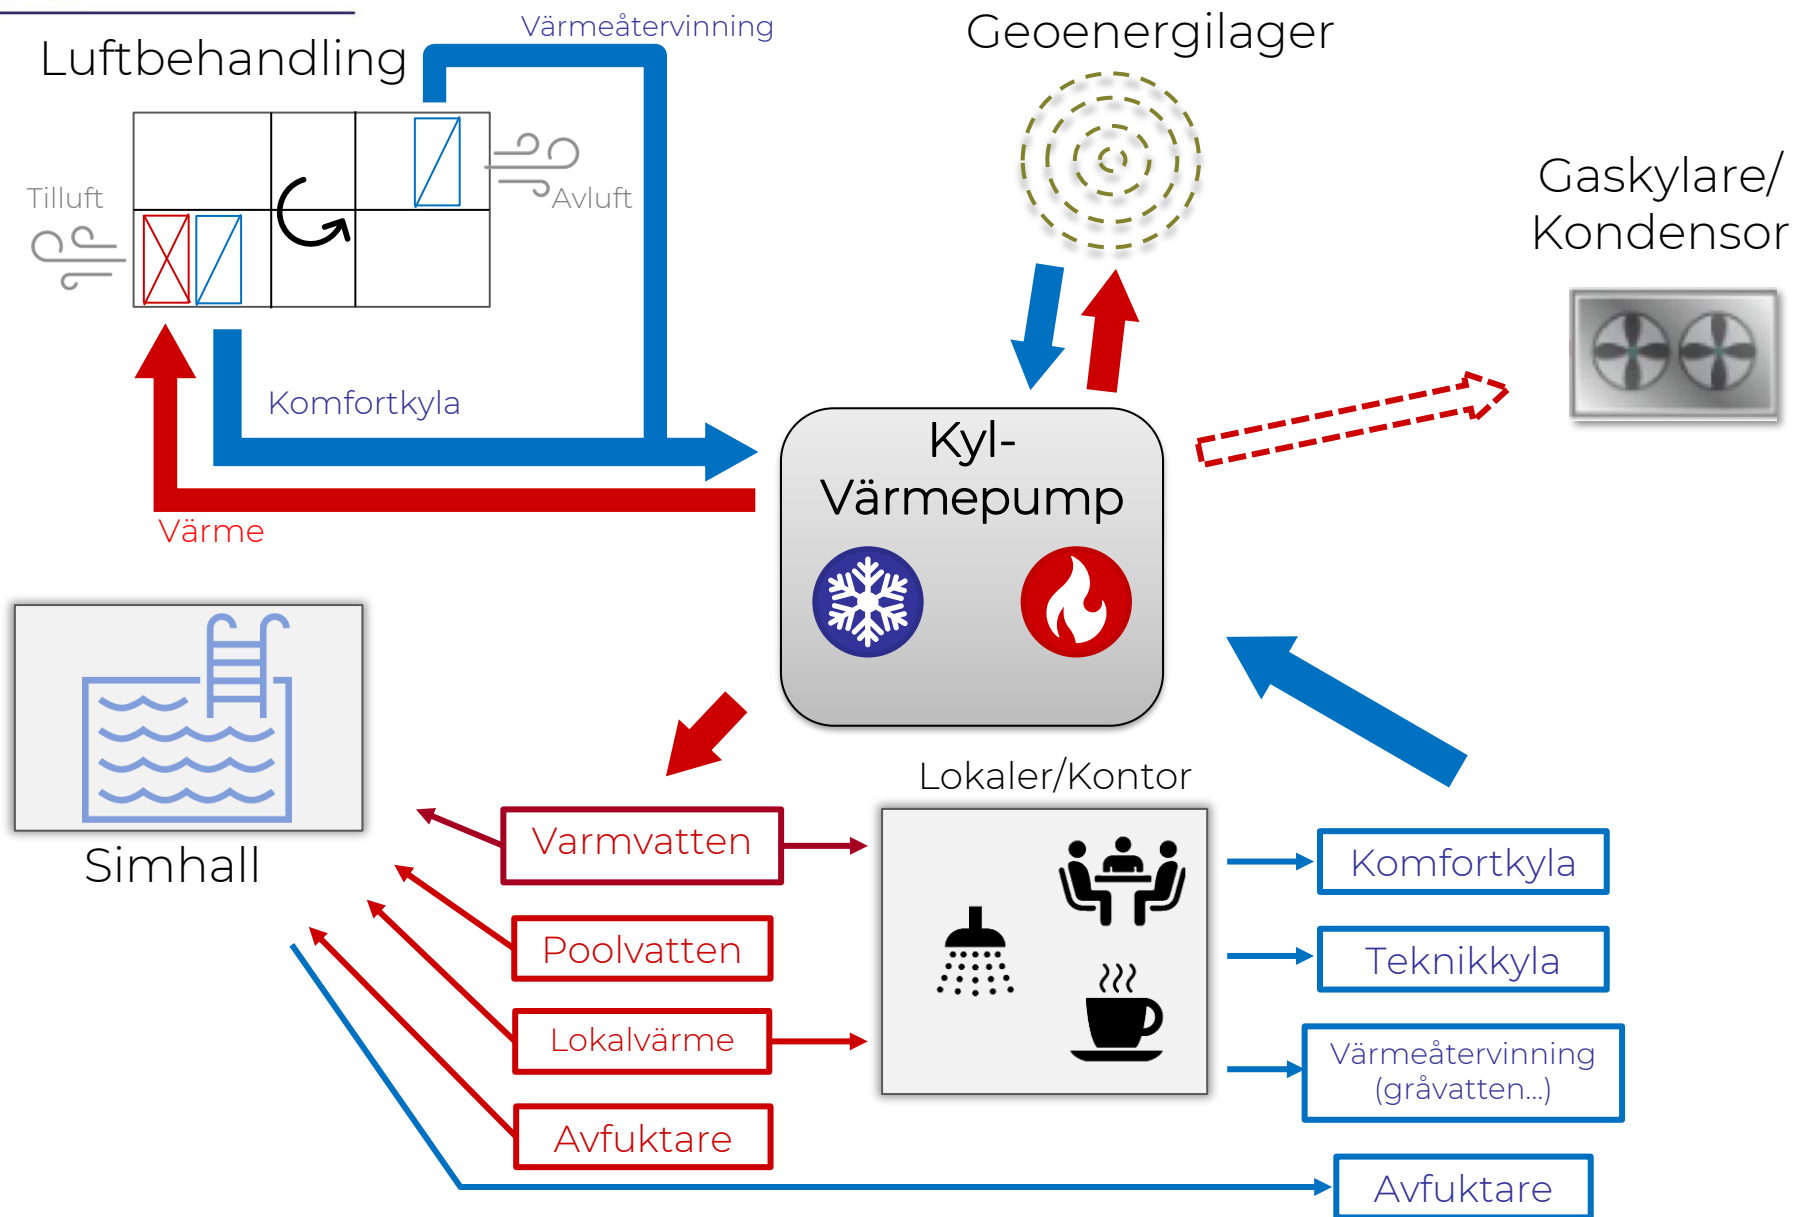 Värmeåtervinning
Luftbehandling
Geoenergilager
Tilluft
Avluft
Gaskylare/
Kondensor
Komfortkyla
Värme
Kyl-
Värmepump
Simhall
Lokaler/Kontor
Varmvatten
Poolvatten
Lokalvärme
Avfuktare
Komfortkyla
Teknikkyla
Värmeåtervinning
(gråvatten...)
Avfuktare